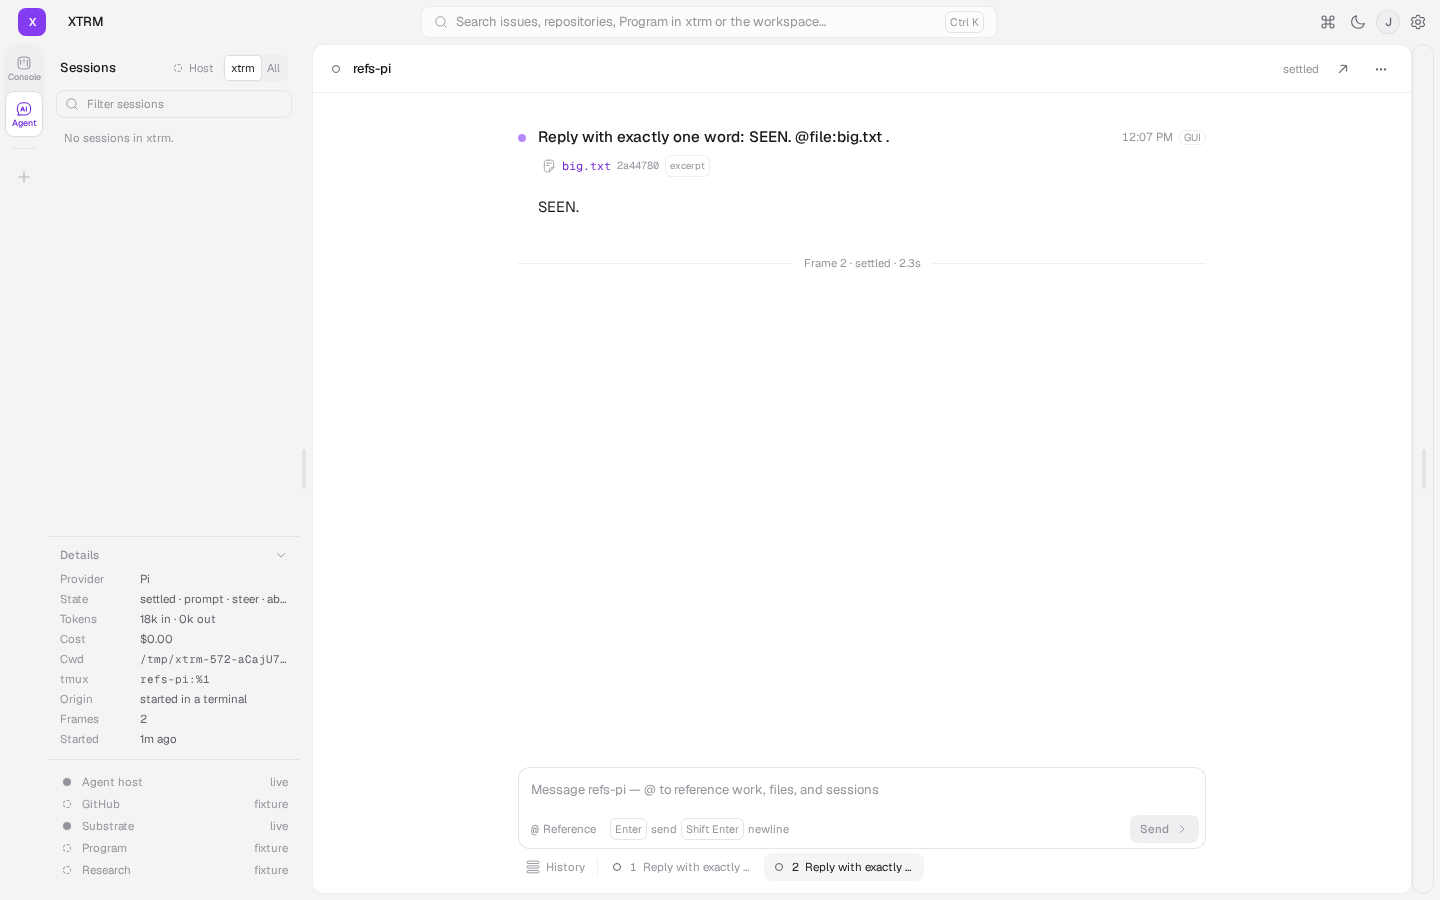 X
XTRM
Search issues, repositories, Program in xtrm or the workspace...
Ctrl K
J
Console
Agent
AI
Sessions
Host
xtrm
All
Filter sessions
No sessions in xtrm.
Details
Provider Pi
State settled · prompt · steer · ab...
Tokens 18k in · 0k out
Cost $0.00
Cwd /tmp/xtrm-572-aCajU7...
tmux refs-pi:%1
Origin started in a terminal
Frames 2
Started 1m ago
Agent host live
GitHub fixture
Substrate live
Program fixture
Research fixture
refs-pi
settled
Reply with exactly one word: SEEN. @file:big.txt .
12:07 PM GUI
big.txt 2a44780 excerpt
SEEN.
Frame 2 · settled · 2.3s
Message refs-pi — @ to reference work, files, and sessions
@ Reference Enter send Shift Enter newline
Send
History
1 Reply with exactly ...
2 Reply with exactly ...